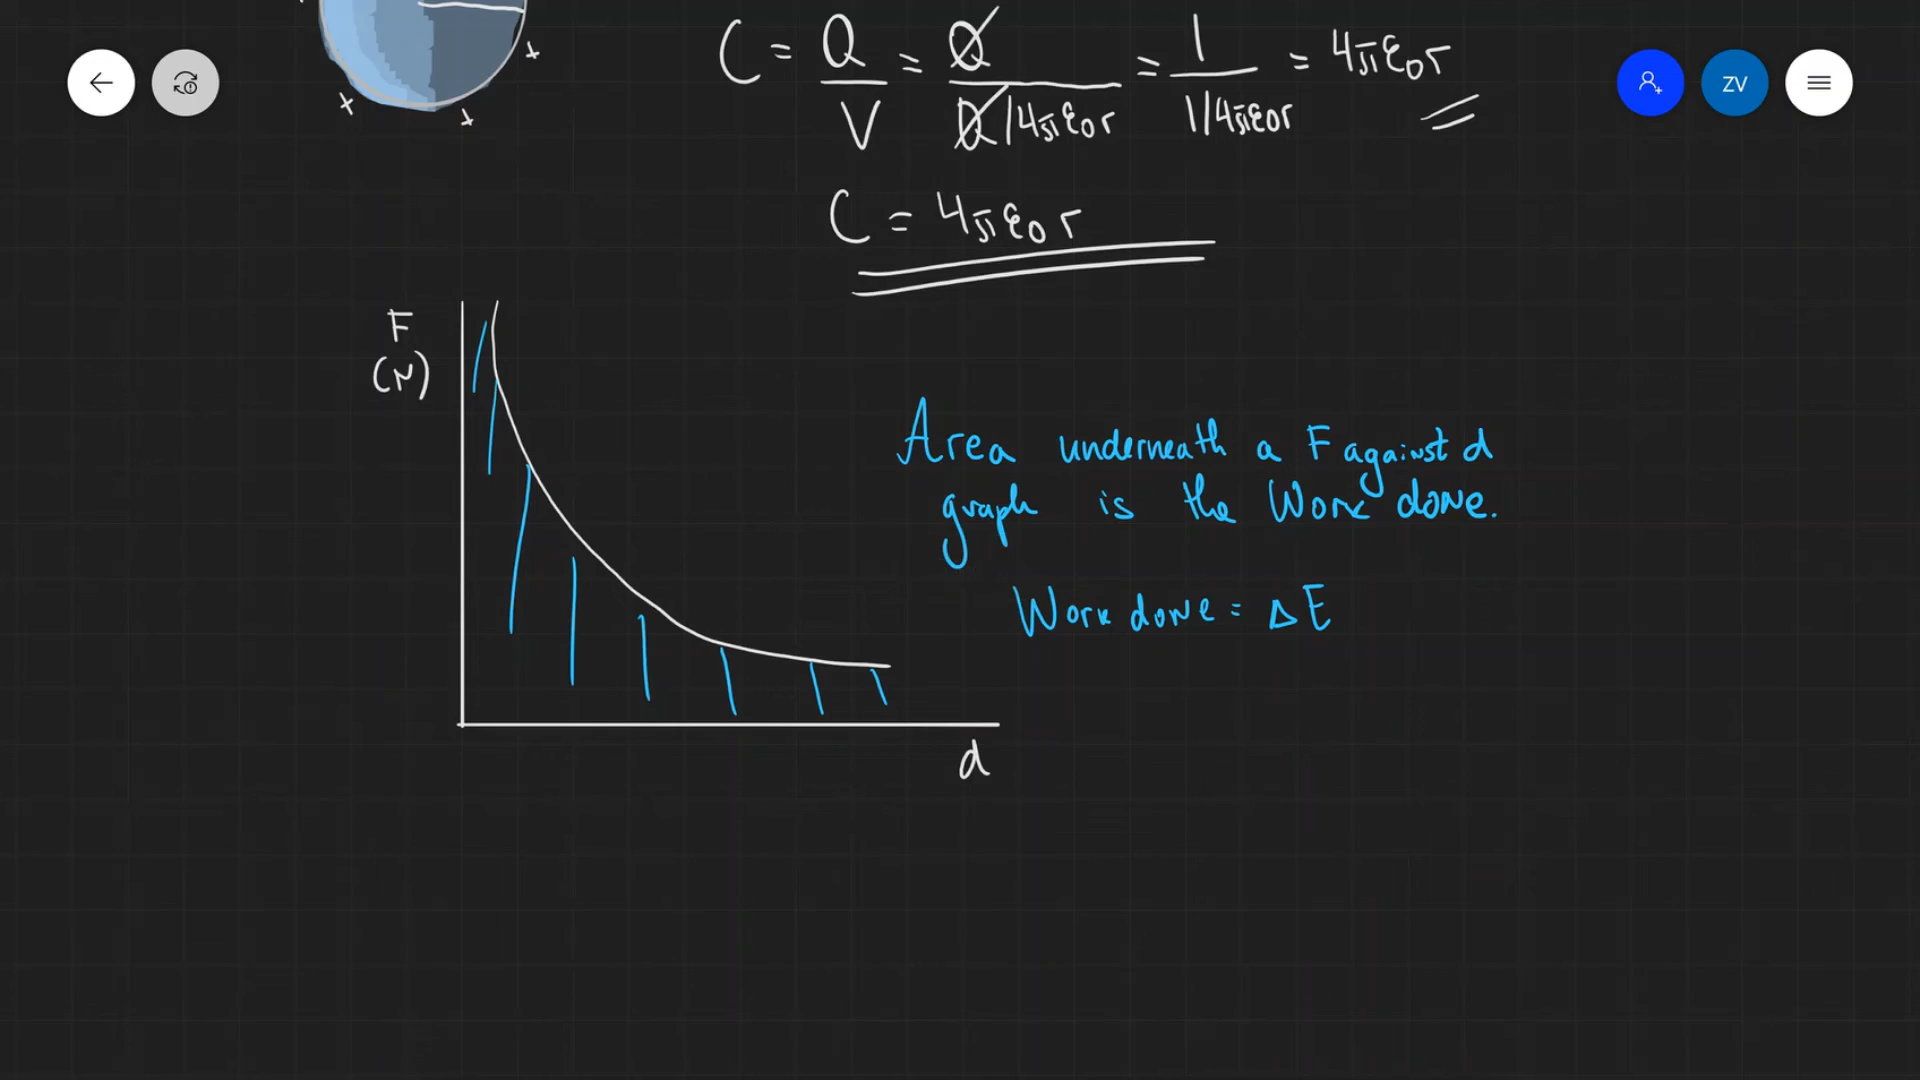 C = Q/V = Q/Q/4πε₀r = 1/1/4πε₀r = 4πε₀r
ZV
C = 4πε₀r
F
(N)
Area underneath a F against d
graph is the Work done.
Work done = ΔE
d
+
+
+